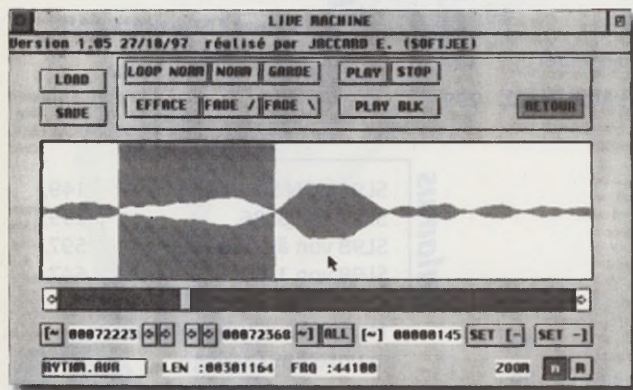 LIVE MACHINE
Version 1.05 27/10/97 réalisé par JACCARD E. (SOFTJEE)
LOAD LOOP NORM NORM GARDE PLAY STOP
SAVE EFFACE FADE / FADE \ PLAY BLK RETOUR
[~ 00072223 00072368 ~] ALL [~] 00000145 SET [- SET -]
RYTHM.AVR LEN :00301164 FRQ :44100 ZOOM